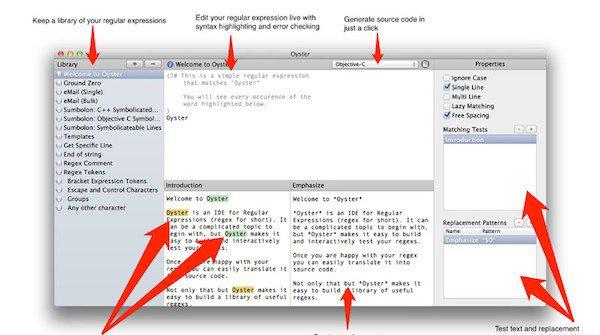 Keep a library of your regular expressions
Edit your regular expression live with
syntax highlighting and error checking
Generate source code in
just a click
Oyster
Library
+
−
Welcome to Oyster
Ground Zero
eMail (Single)
eMail (Bulk)
Sumbolon: C++ Symbolicated...
Sumbolon: Objective C Symbol...
Sumbolon: Symbolicateable Lines
Templates
Get Specific Line
End of string
Regex Comment
Regex Tokens
Bracket Expression Tokens
Escape and Control Characters
Groups
Any other character
Welcome to Oyster
Objective-C
(?# This is a simple regular expression
that matches "Oyster"
You will see every occurence of the
word highlighted below.
)
Oyster
Introduction
Welcome to Oyster
Oyster is an IDE for Regular
Expressions (regex for short). It
can be a complicated topic to
begin with, but Oyster makes it
easy to build and interactively
test your regexs.
Once you are happy with your
regex you can easily translate it
to source code.
Not only that but Oyster makes it
easy to build a library of useful
regexs.
Emphasize
Welcome to *Oyster*
*Oyster* is an IDE for Regular
Expressions (regex for short). It
can be a complicated topic to
begin with, but *Oyster* makes it
easy to build and interactively
test your regexs.
Once you are happy with your
regex you can easily translate it
into source code.
Not only that but *Oyster* makes it
easy to build a library of useful
regexs.
Properties
Ignore Case
Single Line
Multi Line
Lazy Matching
Free Spacing
Matching Tests
−
+
Introduction
Replacement Patterns
−
+
Name
Pattern
Emphasize
*$0*
Test text and replacement